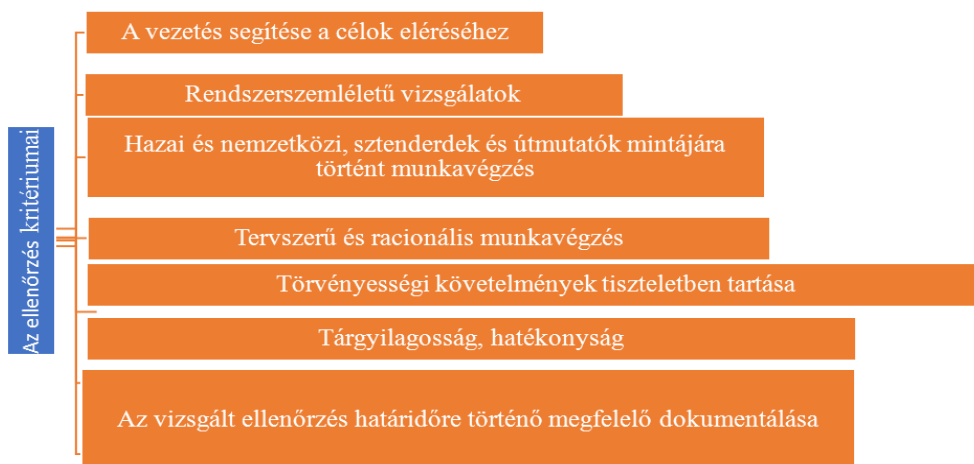 Az ellenőrzés kritériumai
A vezetés segítése a célok eléréséhez
Rendszerszemléletű vizsgálatok
Hazai és nemzetközi, sztenderdek és útmutatók mintájára
történt munkavégzés
Tervszerű és racionális munkavégzés
Törvényességi követelmények tiszteletben tartása
Tárgyilagosság, hatékonyság
Az vizsgált ellenőrzés határidőre történő megfelelő dokumentálása